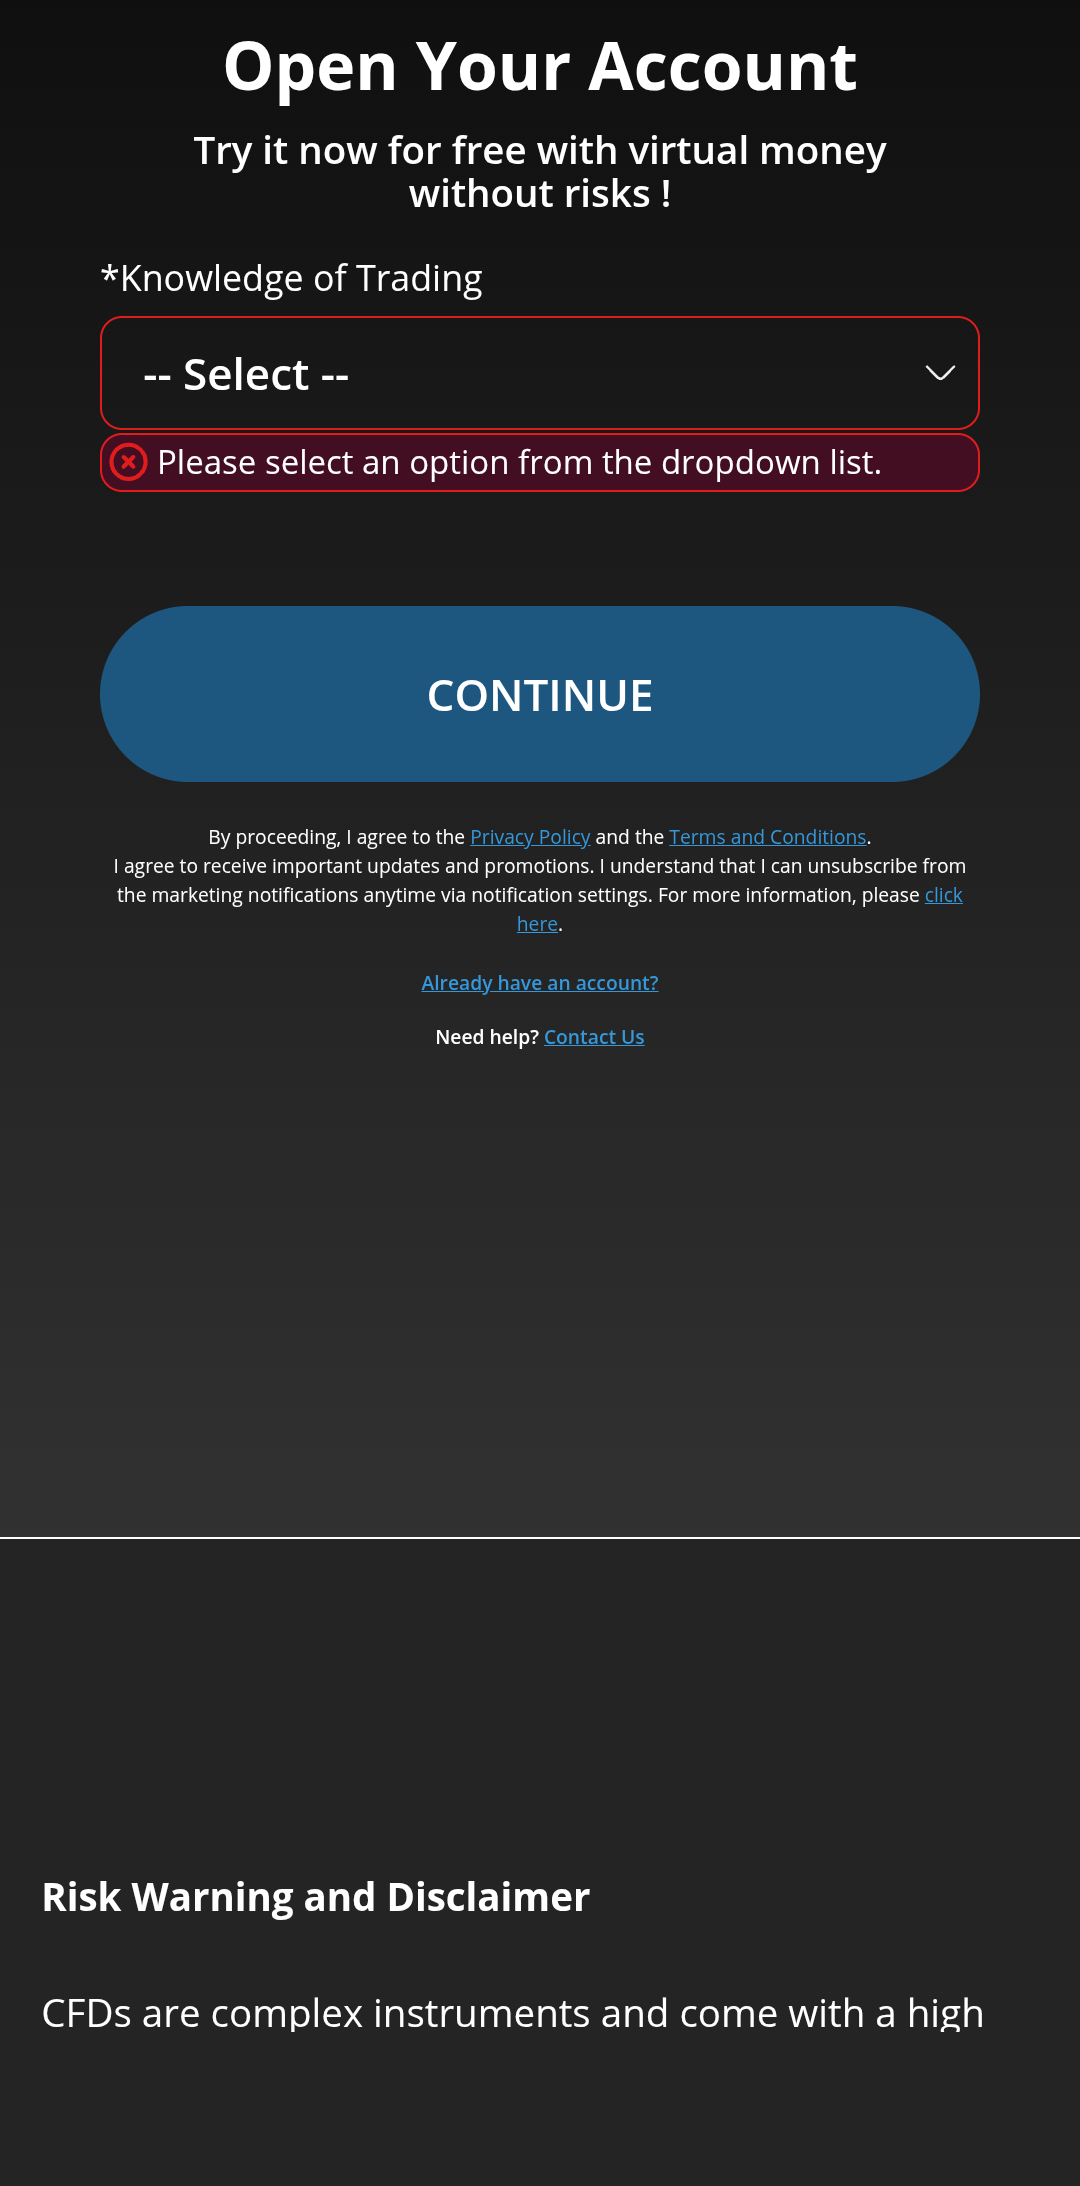 Open Your Account
Try it now for free with virtual money
without risks !
*Knowledge of Trading
-- Select --
Please select an option from the dropdown list.
CONTINUE
By proceeding, I agree to the Privacy Policy and the Terms and Conditions.
I agree to receive important updates and promotions. I understand that I can unsubscribe from
the marketing notifications anytime via notification settings. For more information, please click
here.
Already have an account?
Need help? Contact Us
Risk Warning and Disclaimer
CFDs are complex instruments and come with a high